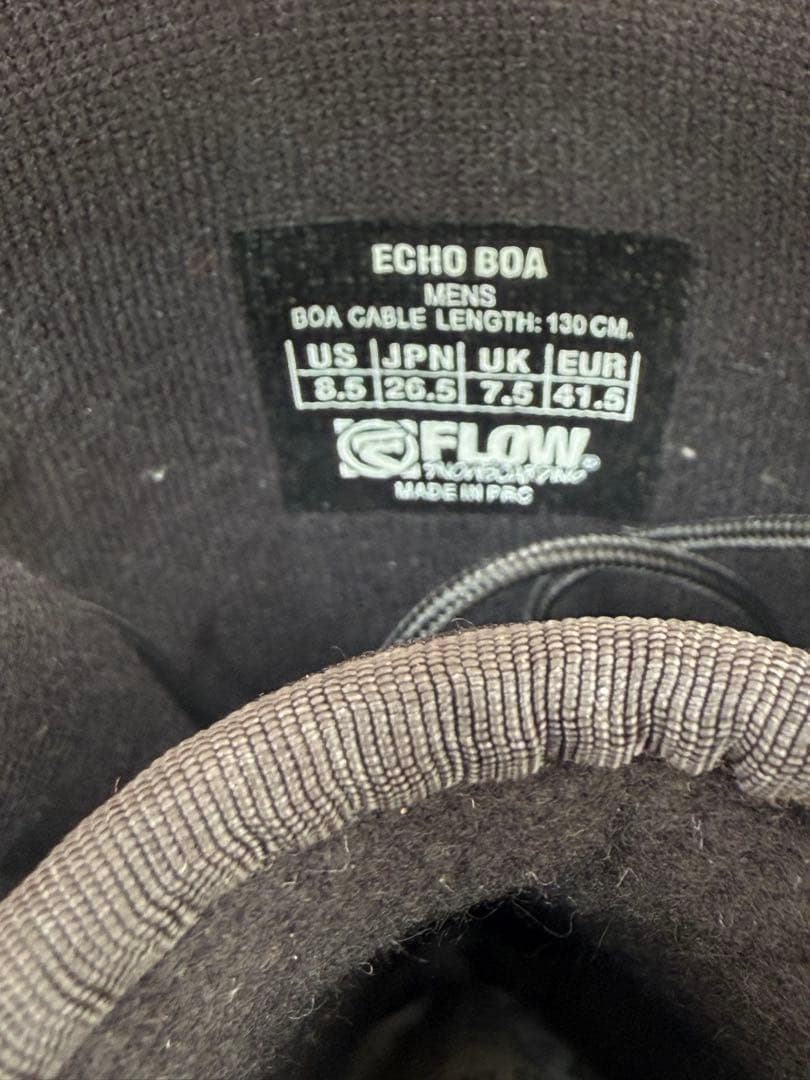 ECHO BOA
MENS
BOA CABLE LENGTH: 130 CM.
US JPN UK EUR
8.5 26.5 7.5 41.5
FLOW
SNOWBOARDING
MADE IN PRC